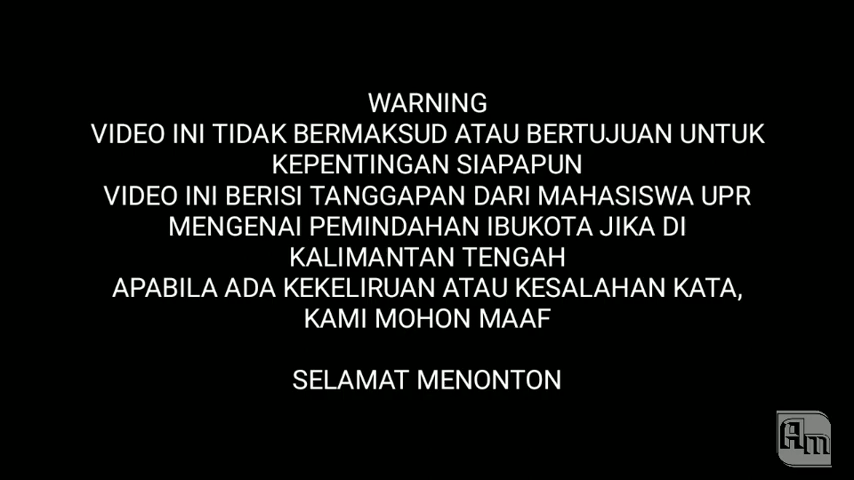 WARNING
VIDEO INI TIDAK BERMAKSUD ATAU BERTUJUAN UNTUK
KEPENTINGAN SIAPAPUN
VIDEO INI BERISI TANGGAPAN DARI MAHASISWA UPR
MENGENAI PEMINDAHAN IBUKOTA JIKA DI
KALIMANTAN TENGAH
APABILA ADA KEKELIRUAN ATAU KESALAHAN KATA,
KAMI MOHON MAAF
SELAMAT MENONTON
Am